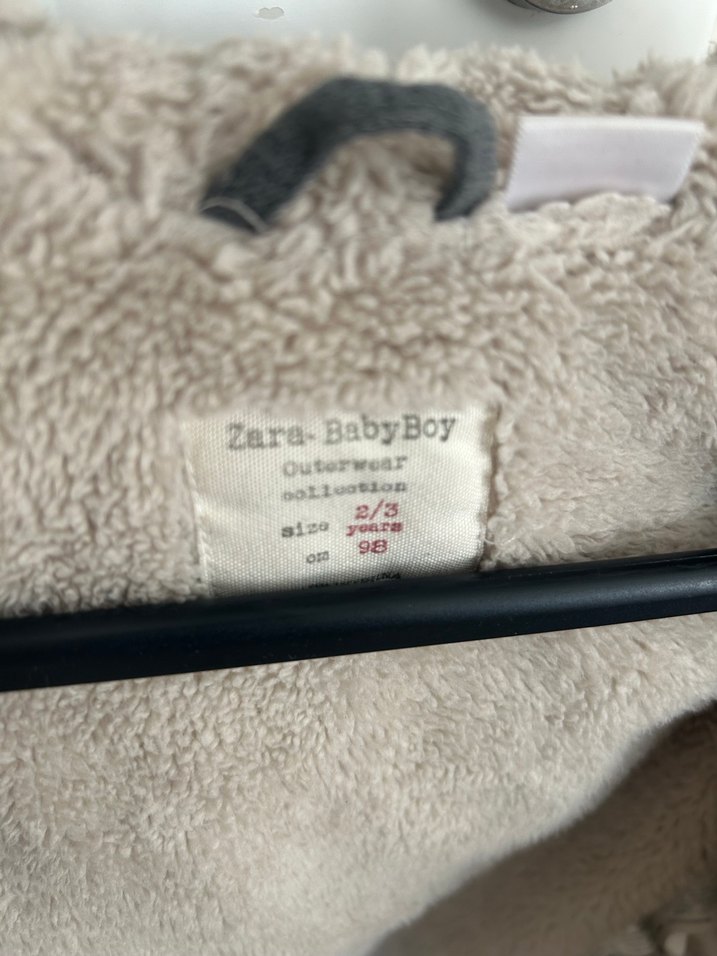 Zara-BabyBoy
Outerwear
collection
size 2/3
years
cm 98